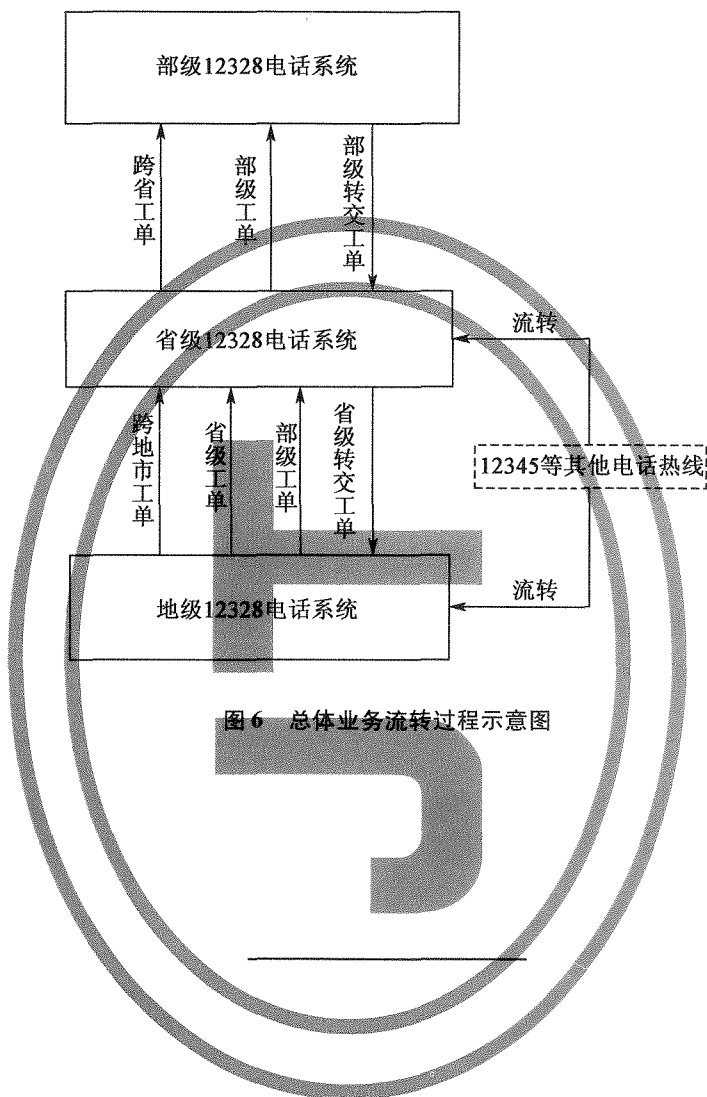 部级12328电话系统
跨省工单
部级工单
部级转交工单
省级12328电话系统
流转
跨地市工单
省级工单
部级工单
省级转交工单
12345等其他电话热线
地级12328电话系统
流转
图6 总体业务流转过程示意图
JT